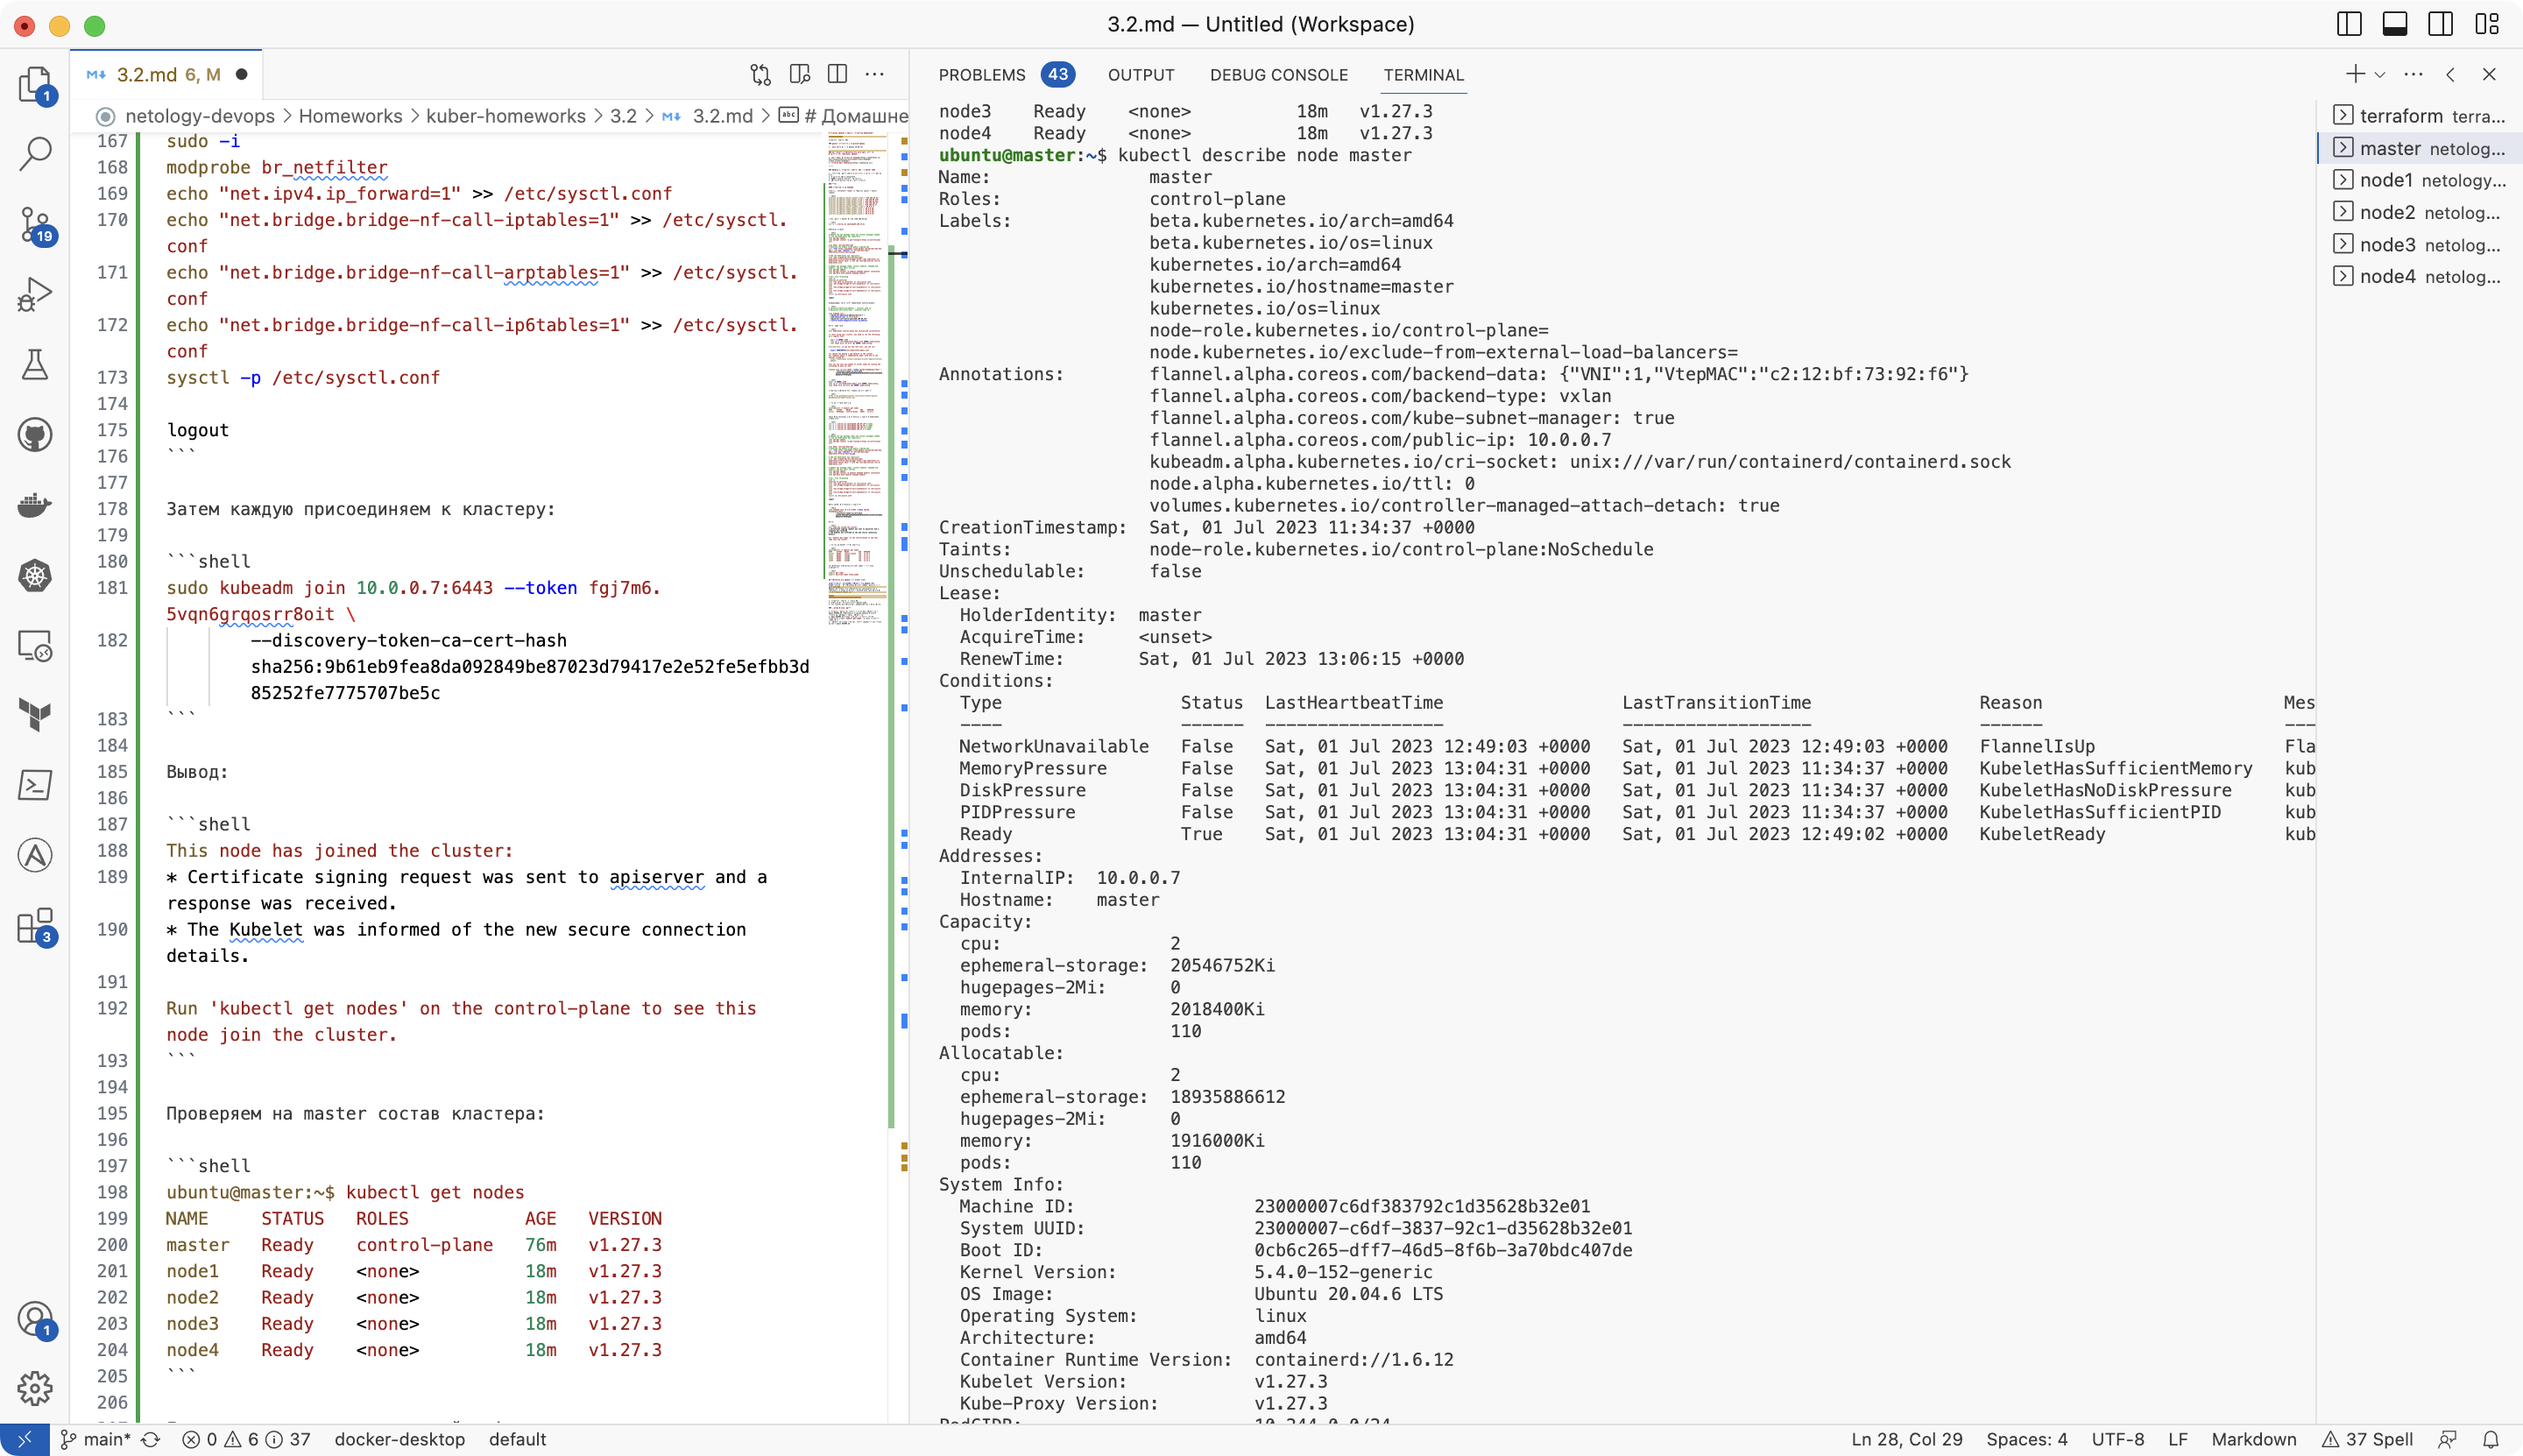 3.2.md — Untitled (Workspace)
3.2.md 6, M
netology-devops > Homeworks > kuber-homeworks > 3.2 > 3.2.md > # Домашне
167 sudo -i
168 modprobe br_netfilter
169 echo "net.ipv4.ip_forward=1" >> /etc/sysctl.conf
170 echo "net.bridge.bridge-nf-call-iptables=1" >> /etc/sysctl.
conf
171 echo "net.bridge.bridge-nf-call-arptables=1" >> /etc/sysctl.
conf
172 echo "net.bridge.bridge-nf-call-ip6tables=1" >> /etc/sysctl.
conf
173 sysctl -p /etc/sysctl.conf
174
175 logout
176 ```
177
178 Затем каждую присоединяем к кластеру:
179
180 ```shell
181 sudo kubeadm join 10.0.0.7:6443 --token fgj7m6.
5vqn6grqosrr8oit \
182 --discovery-token-ca-cert-hash
sha256:9b61eb9fea8da092849be87023d79417e2e52fe5efbb3d
85252fe7775707be5c
183 ```
184
185 Вывод:
186
187 ```shell
188 This node has joined the cluster:
189 * Certificate signing request was sent to apiserver and a
response was received.
190 * The Kubelet was informed of the new secure connection
details.
191
192 Run 'kubectl get nodes' on the control-plane to see this
node join the cluster.
193 ```
194
195 Проверяем на master состав кластера:
196
197 ```shell
198 ubuntu@master:~$ kubectl get nodes
199 NAME STATUS ROLES AGE VERSION
200 master Ready control-plane 76m v1.27.3
201 node1 Ready <none> 18m v1.27.3
202 node2 Ready <none> 18m v1.27.3
203 node3 Ready <none> 18m v1.27.3
204 node4 Ready <none> 18m v1.27.3
205 ```
206
PROBLEMS 43 OUTPUT DEBUG CONSOLE TERMINAL
node3 Ready <none> 18m v1.27.3
node4 Ready <none> 18m v1.27.3
ubuntu@master:~$ kubectl describe node master
Name: master
Roles: control-plane
Labels: beta.kubernetes.io/arch=amd64
beta.kubernetes.io/os=linux
kubernetes.io/arch=amd64
kubernetes.io/hostname=master
kubernetes.io/os=linux
node-role.kubernetes.io/control-plane=
node.kubernetes.io/exclude-from-external-load-balancers=
Annotations: flannel.alpha.coreos.com/backend-data: {"VNI":1,"VtepMAC":"c2:12:bf:73:92:f6"}
flannel.alpha.coreos.com/backend-type: vxlan
flannel.alpha.coreos.com/kube-subnet-manager: true
flannel.alpha.coreos.com/public-ip: 10.0.0.7
kubeadm.alpha.kubernetes.io/cri-socket: unix:///var/run/containerd/containerd.sock
node.alpha.kubernetes.io/ttl: 0
volumes.kubernetes.io/controller-managed-attach-detach: true
CreationTimestamp: Sat, 01 Jul 2023 11:34:37 +0000
Taints: node-role.kubernetes.io/control-plane:NoSchedule
Unschedulable: false
Lease:
HolderIdentity: master
AcquireTime: <unset>
RenewTime: Sat, 01 Jul 2023 13:06:15 +0000
Conditions:
Type Status LastHeartbeatTime LastTransitionTime Reason Mes
---- ------ ----------------- ------------------ ------ ---
NetworkUnavailable False Sat, 01 Jul 2023 12:49:03 +0000 Sat, 01 Jul 2023 12:49:03 +0000 FlannelIsUp Fla
MemoryPressure False Sat, 01 Jul 2023 13:04:31 +0000 Sat, 01 Jul 2023 11:34:37 +0000 KubeletHasSufficientMemory kub
DiskPressure False Sat, 01 Jul 2023 13:04:31 +0000 Sat, 01 Jul 2023 11:34:37 +0000 KubeletHasNoDiskPressure kub
PIDPressure False Sat, 01 Jul 2023 13:04:31 +0000 Sat, 01 Jul 2023 11:34:37 +0000 KubeletHasSufficientPID kub
Ready True Sat, 01 Jul 2023 13:04:31 +0000 Sat, 01 Jul 2023 12:49:02 +0000 KubeletReady kub
Addresses:
InternalIP: 10.0.0.7
Hostname: master
Capacity:
cpu: 2
ephemeral-storage: 20546752Ki
hugepages-2Mi: 0
memory: 2018400Ki
pods: 110
Allocatable:
cpu: 2
ephemeral-storage: 18935886612
hugepages-2Mi: 0
memory: 1916000Ki
pods: 110
System Info:
Machine ID: 23000007c6df383792c1d35628b32e01
System UUID: 23000007-c6df-3837-92c1-d35628b32e01
Boot ID: 0cb6c265-dff7-46d5-8f6b-3a70bdc407de
Kernel Version: 5.4.0-152-generic
OS Image: Ubuntu 20.04.6 LTS
Operating System: linux
Architecture: amd64
Container Runtime Version: containerd://1.6.12
Kubelet Version: v1.27.3
Kube-Proxy Version: v1.27.3
terraform terra...
master netolog...
node1 netology...
node2 netolog...
node3 netolog...
node4 netolog...
1
19
3
1
main* 0 6 37 docker-desktop default
Ln 28, Col 29 Spaces: 4 UTF-8 LF Markdown 37 Spell